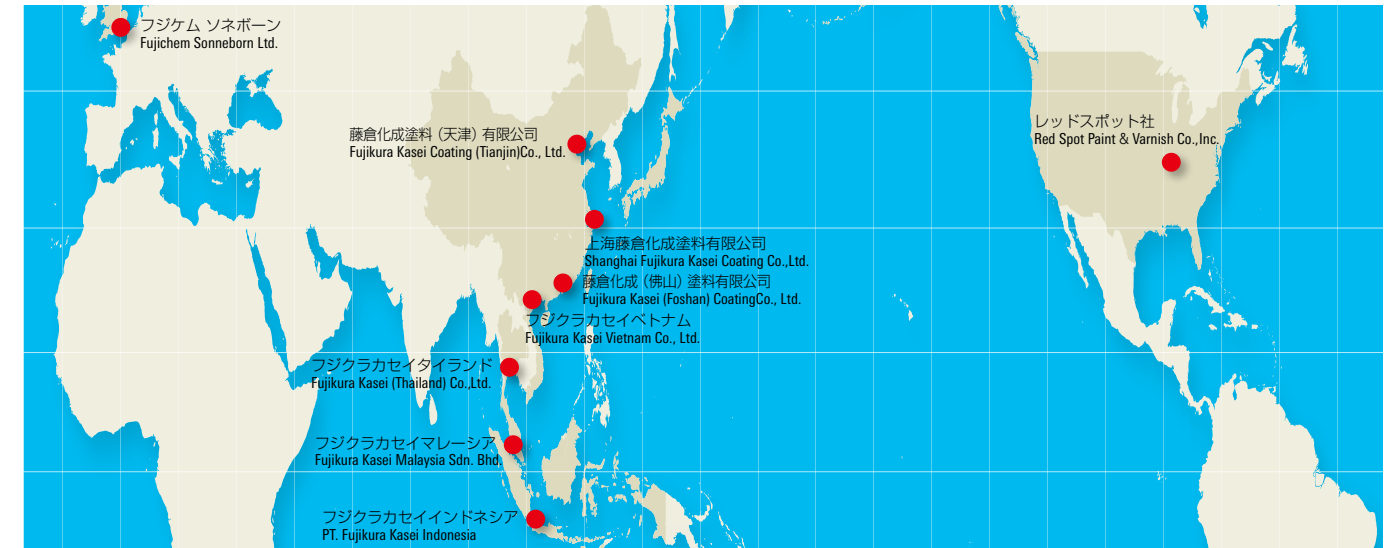 フジケム ソネボーン
Fujichem Sonneborn Ltd.
藤倉化成塗料（天津）有限公司
Fujikura Kasei Coating (Tianjin)Co., Ltd.
レッドスポット社
Red Spot Paint & Varnish Co.,Inc.
上海藤倉化成塗料有限公司
Shanghai Fujikura Kasei Coating Co.,Ltd.
藤倉化成（佛山）塗料有限公司
Fujikura Kasei (Foshan) CoatingCo., Ltd.
フジクラカセイベトナム
Fujikura Kasei Vietnam Co., Ltd.
フジクラカセイタイランド
Fujikura Kasei (Thailand) Co.,Ltd.
フジクラカセイマレーシア
Fujikura Kasei Malaysia Sdn. Bhd.
フジクラカセイインドネシア
PT. Fujikura Kasei Indonesia